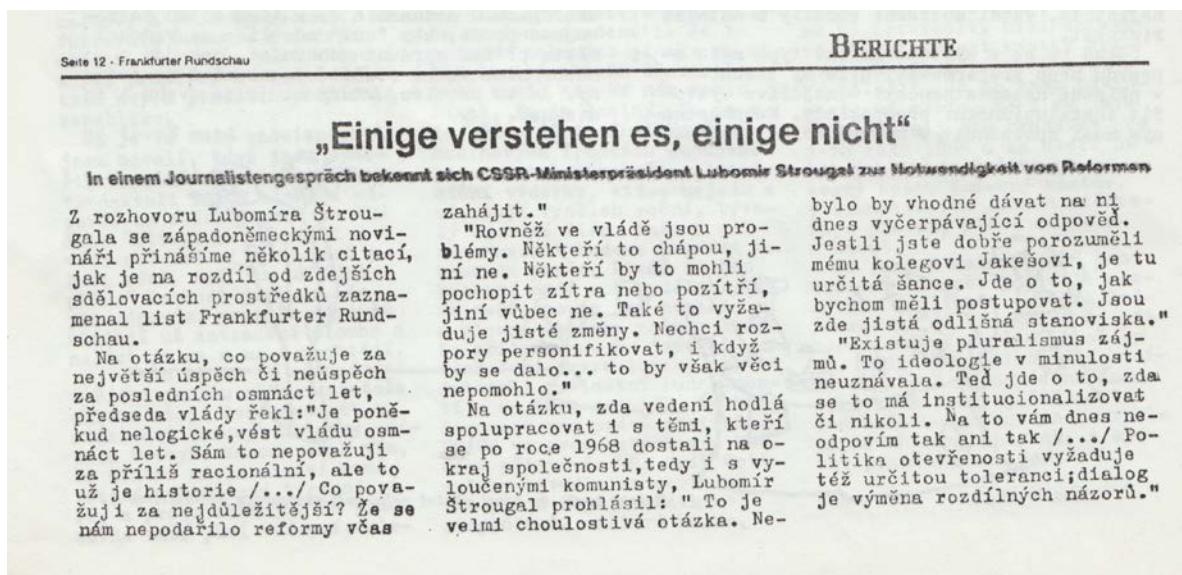 Seite 12 - Frankfurter Rundschau
BERICHTE
„Einige verstehen es, einige nicht“
In einem Journalistengespräch bekennt sich CSSR-Ministerpräsident Lubomir Strougal zur Notwendigkeit von Reformen
Z rozhovoru Lubomíra Štrou-
gala se západoněmeckými novi-
náři přinášíme několik citací,
jak je na rozdíl od zdejších
sdělovacích prostředků zazna-
menal list Frankfurter Rund-
schau.
Na otázku, co považuje za
největší úspěch či neúspěch
za posledních osmnáct let,
předseda vlády řekl:"Je poně-
kud nelogické,vést vládu osm-
náct let. Sám to nepovažuji
za příliš racionální, ale to
už je historie /.../ Co pova-
žuji za nejdůležitější? Že se
nám nepodařilo reformy včas
zahájit."
"Rovněž ve vládě jsou pro-
blémy. Někteří to chápou, ji-
ní ne. Někteří by to mohli
pochopit zítra nebo pozítří,
jiní vůbec ne. Také to vyža-
duje jisté změny. Nechci roz-
pory personifikovat, i když
by se dalo... to by však věci
nepomohlo."
Na otázku, zda vedení hodlá
spolupracovat i s těmi, kteří
se po roce 1968 dostali na o-
kraj společnosti,tedy i s vy-
loučenými komunisty, Lubomír
Štrougal prohlásil: " To je
velmi choulostivá otázka. Ne-
bylo by vhodné dávat na ni
dnes vyčerpávající odpověď.
Jestli jste dobře porozuměli
mému kolegovi Jakešovi, je tu
určitá šance. Jde o to, jak
bychom měli postupovat. Jsou
zde jistá odlišná stanoviska."
"Existuje pluralismus záj-
mů. To ideologie v minulosti
neuznávala. Teď jde o to, zda
se to má institucionalizovat
či nikoli. Na to vám dnes ne-
odpovím tak ani tak /.../ Po-
litika otevřenosti vyžaduje
též určitou toleranci;dialog
je výměna rozdílných názorů."